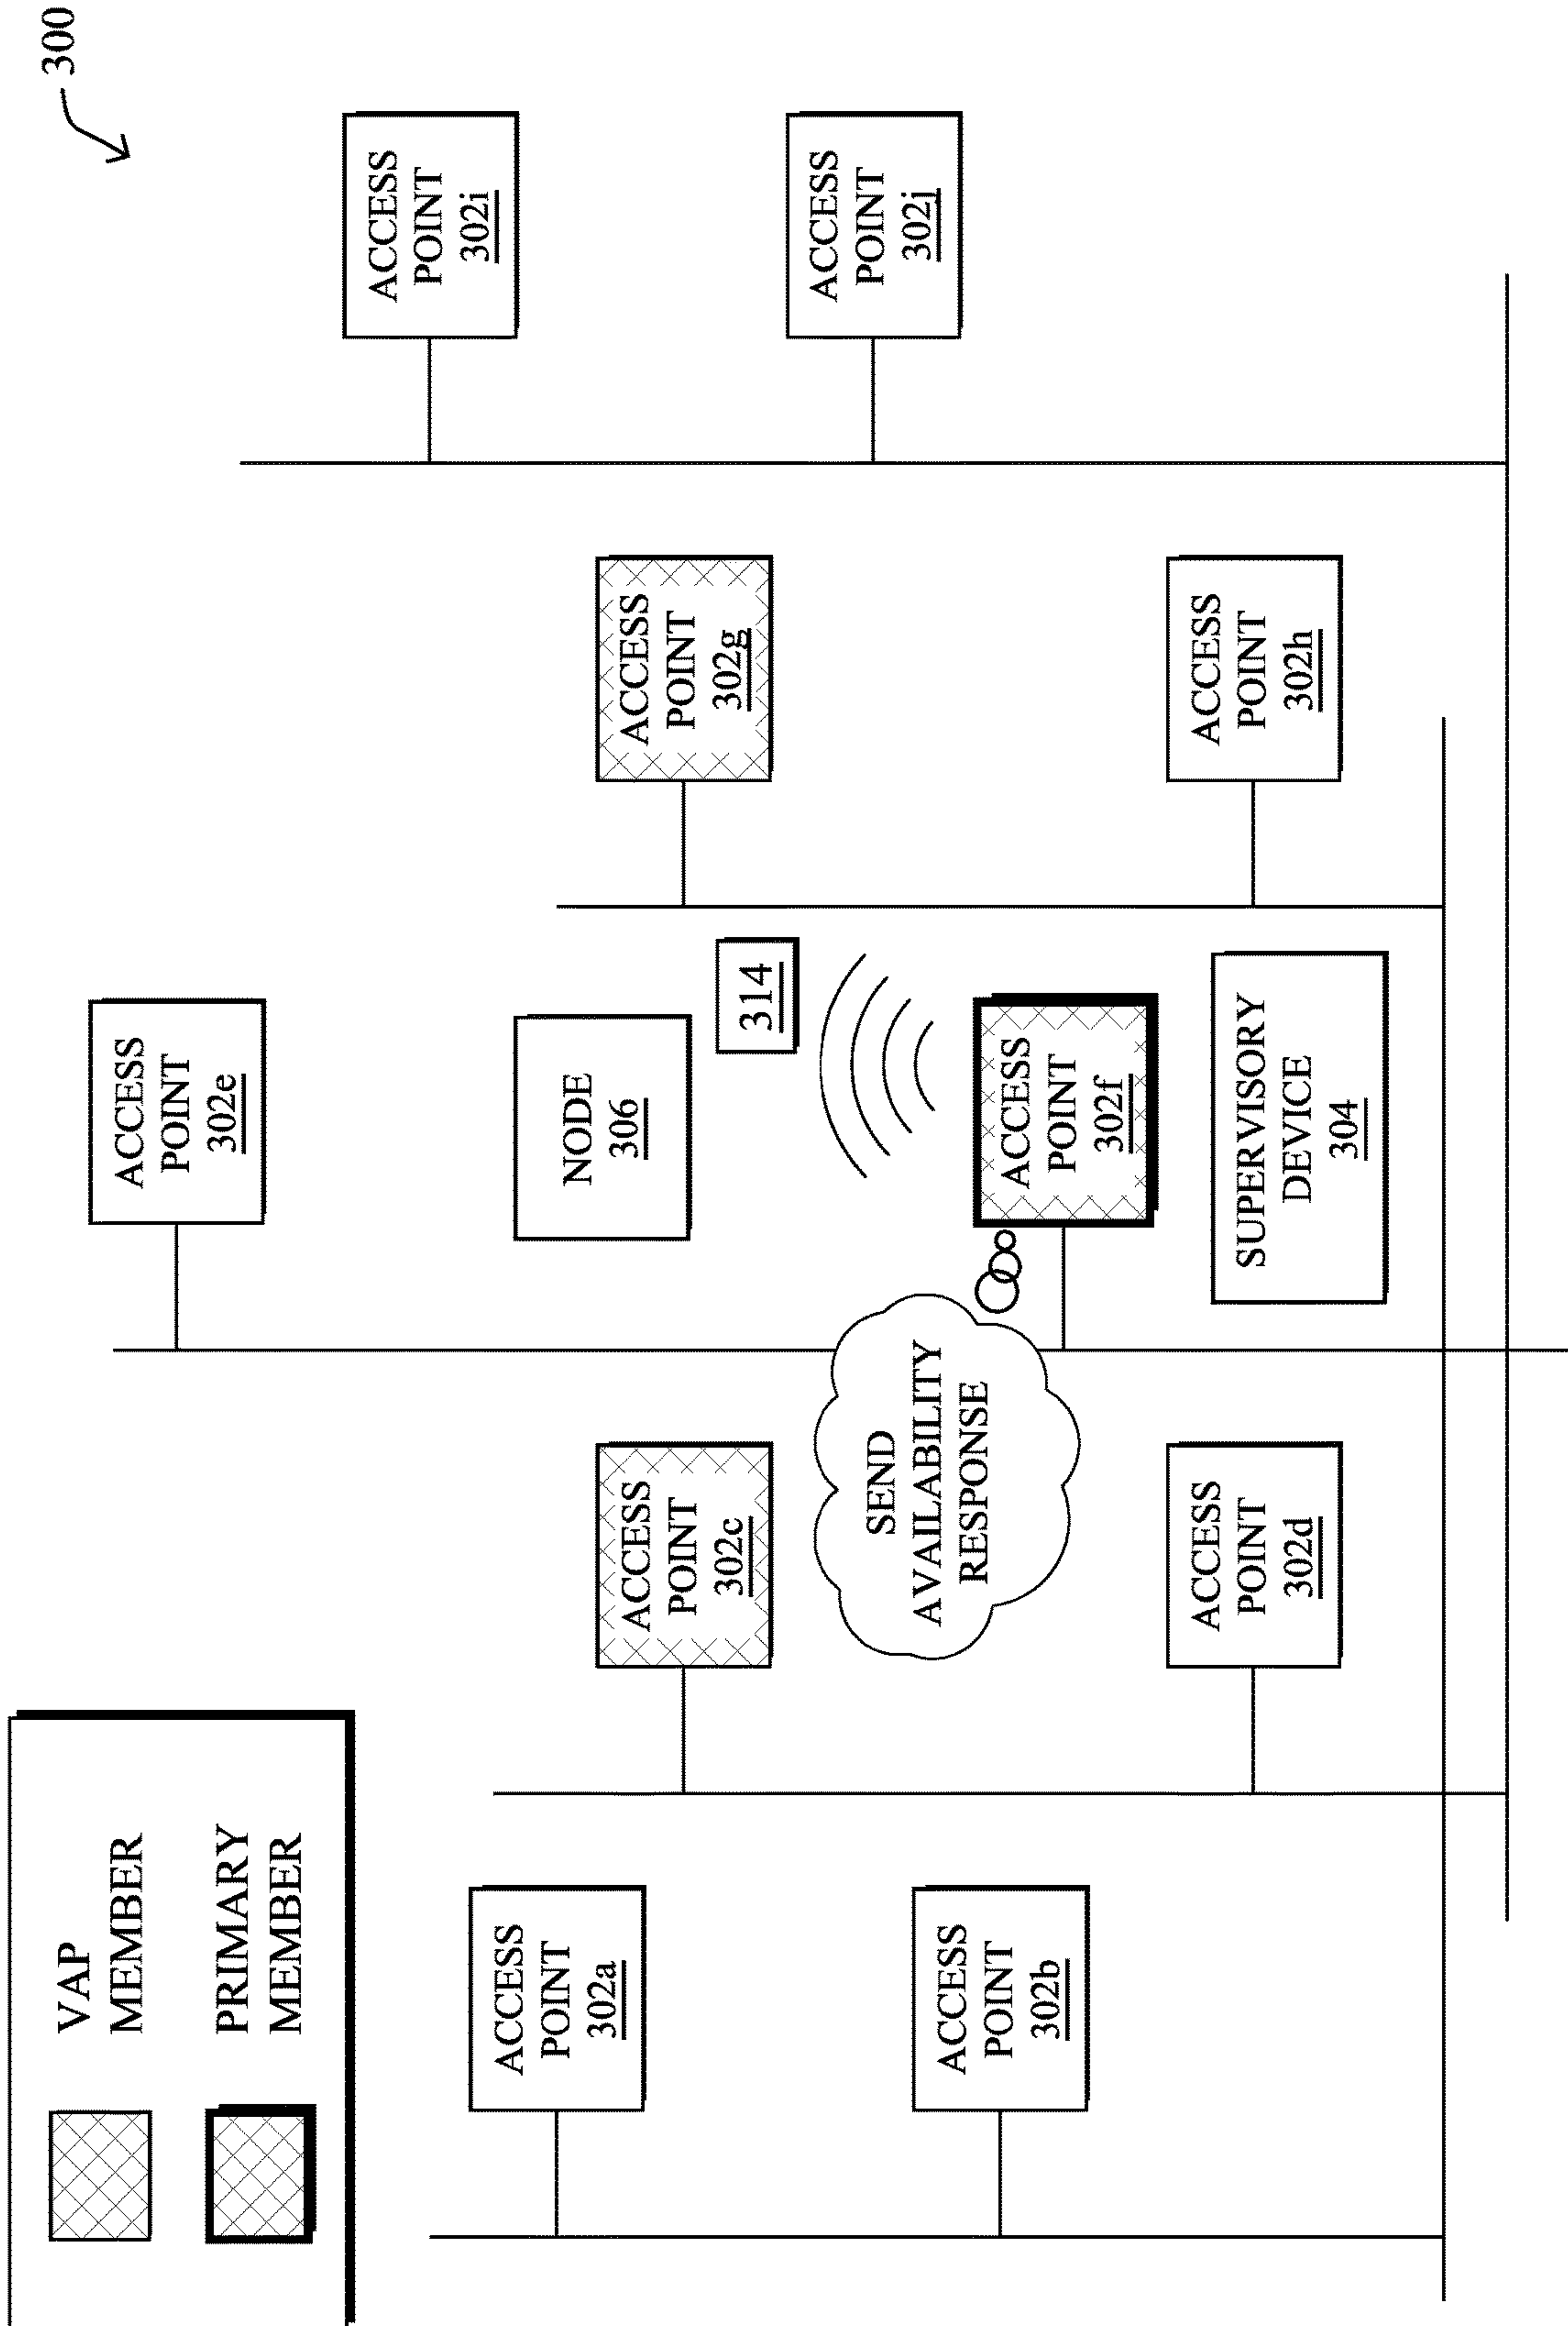 300
VAP
MEMBER
PRIMARY
MEMBER
ACCESS
POINT
302e
ACCESS
POINT
302i
ACCESS
POINT
302a
ACCESS
POINT
302c
NODE
306
ACCESS
POINT
302g
314
ACCESS
POINT
302j
SEND
AVAILABILITY
RESPONSE
ACCESS
POINT
302b
ACCESS
POINT
302f
ACCESS
POINT
302d
SUPERVISORY
DEVICE
304
ACCESS
POINT
302h